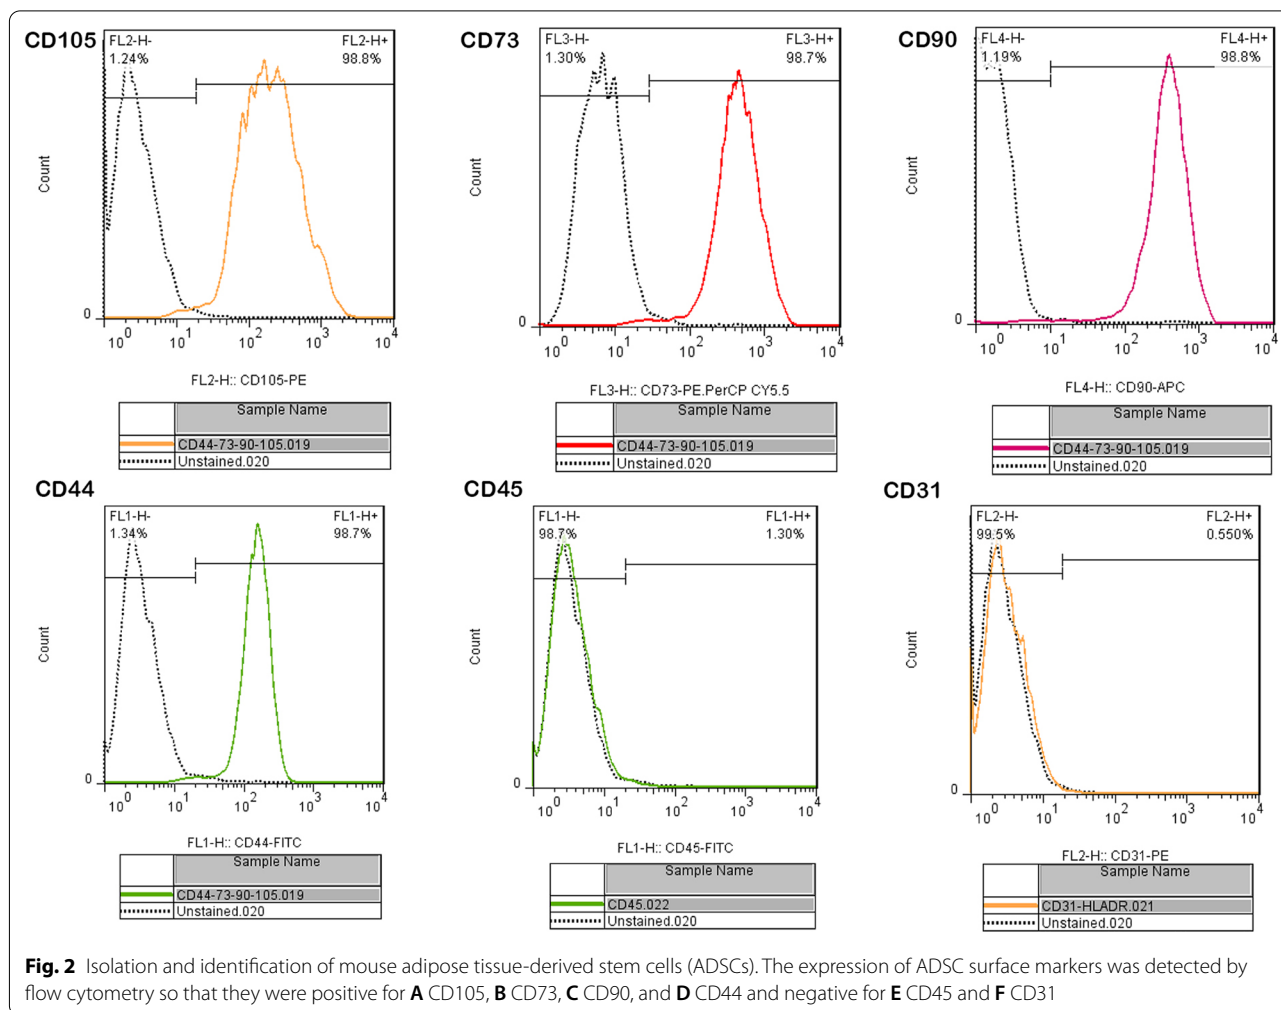 CD105
FL2-H-
1.24%
FL2-H+
98.8%
Count
0
10^0 10^1 10^2 10^3 10^4
FL2-H:: CD105-PE
Sample Name
CD44-73-90-105.019
Unstained.020
CD73
FL3-H-
1.30%
FL3-H+
98.7%
Count
0
10^0 10^1 10^2 10^3 10^4
FL3-H:: CD73-PE.PerCP CY5.5
Sample Name
CD44-73-90-105.019
Unstained.020
CD90
FL4-H-
1.19%
FL4-H+
98.8%
Count
0
10^0 10^1 10^2 10^3 10^4
FL4-H:: CD90-APC
Sample Name
CD44-73-90-105.019
Unstained.020
CD44
FL1-H-
1.34%
FL1-H+
98.7%
Count
0
10^0 10^1 10^2 10^3 10^4
FL1-H:: CD44-FITC
Sample Name
CD44-73-90-105.019
Unstained.020
CD45
FL1-H-
98.7%
FL1-H+
1.30%
Count
0
10^0 10^1 10^2 10^3 10^4
FL1-H:: CD45-FITC
Sample Name
CD45.022
Unstained.020
CD31
FL2-H-
99.5%
FL2-H+
0.550%
Count
0
10^0 10^1 10^2 10^3 10^4
FL2-H:: CD31-PE
Sample Name
CD31-HLADR.021
Unstained.020
Fig. 2 Isolation and identification of mouse adipose tissue-derived stem cells (ADSCs). The expression of ADSC surface markers was detected by
flow cytometry so that they were positive for A CD105, B CD73, C CD90, and D CD44 and negative for E CD45 and F CD31